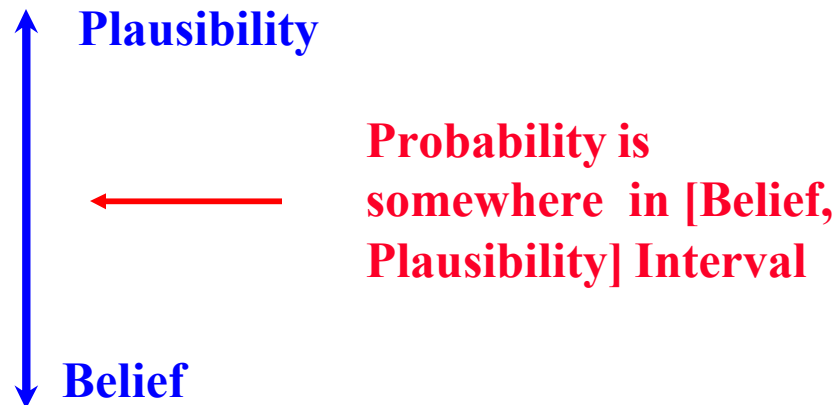 Plausibility
Probability is
somewhere in [Belief,
Plausibility] Interval
Belief